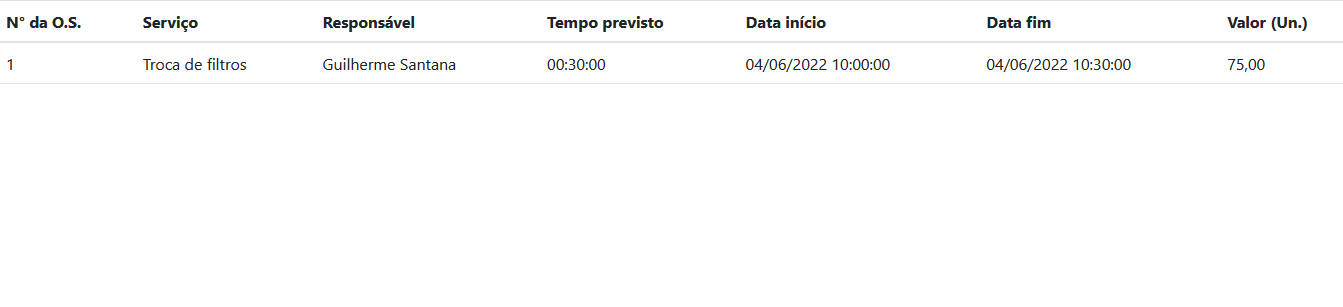 N° da O.S. Serviço Responsável Tempo previsto Data início Data fim Valor (Un.)
1 Troca de filtros Guilherme Santana 00:30:00 04/06/2022 10:00:00 04/06/2022 10:30:00 75,00